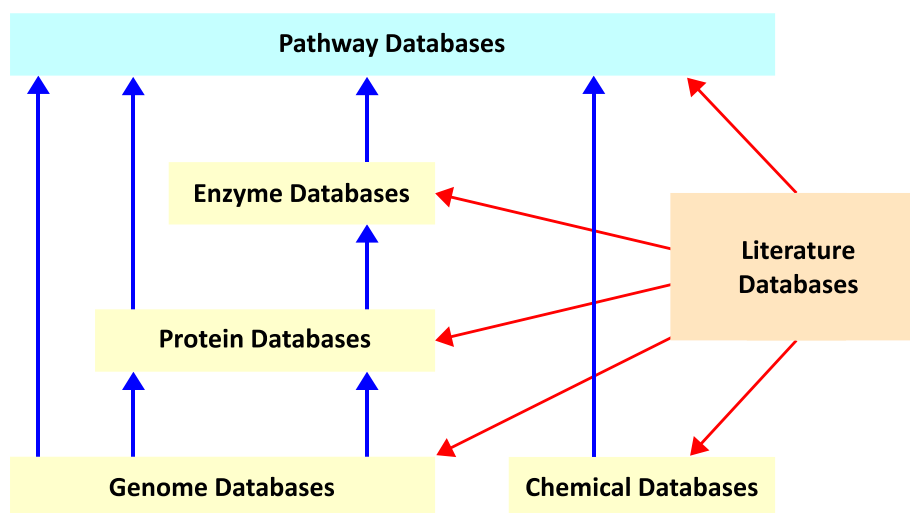 Pathway Databases
Enzyme Databases
Literature
Databases
Protein Databases
Genome Databases
Chemical Databases